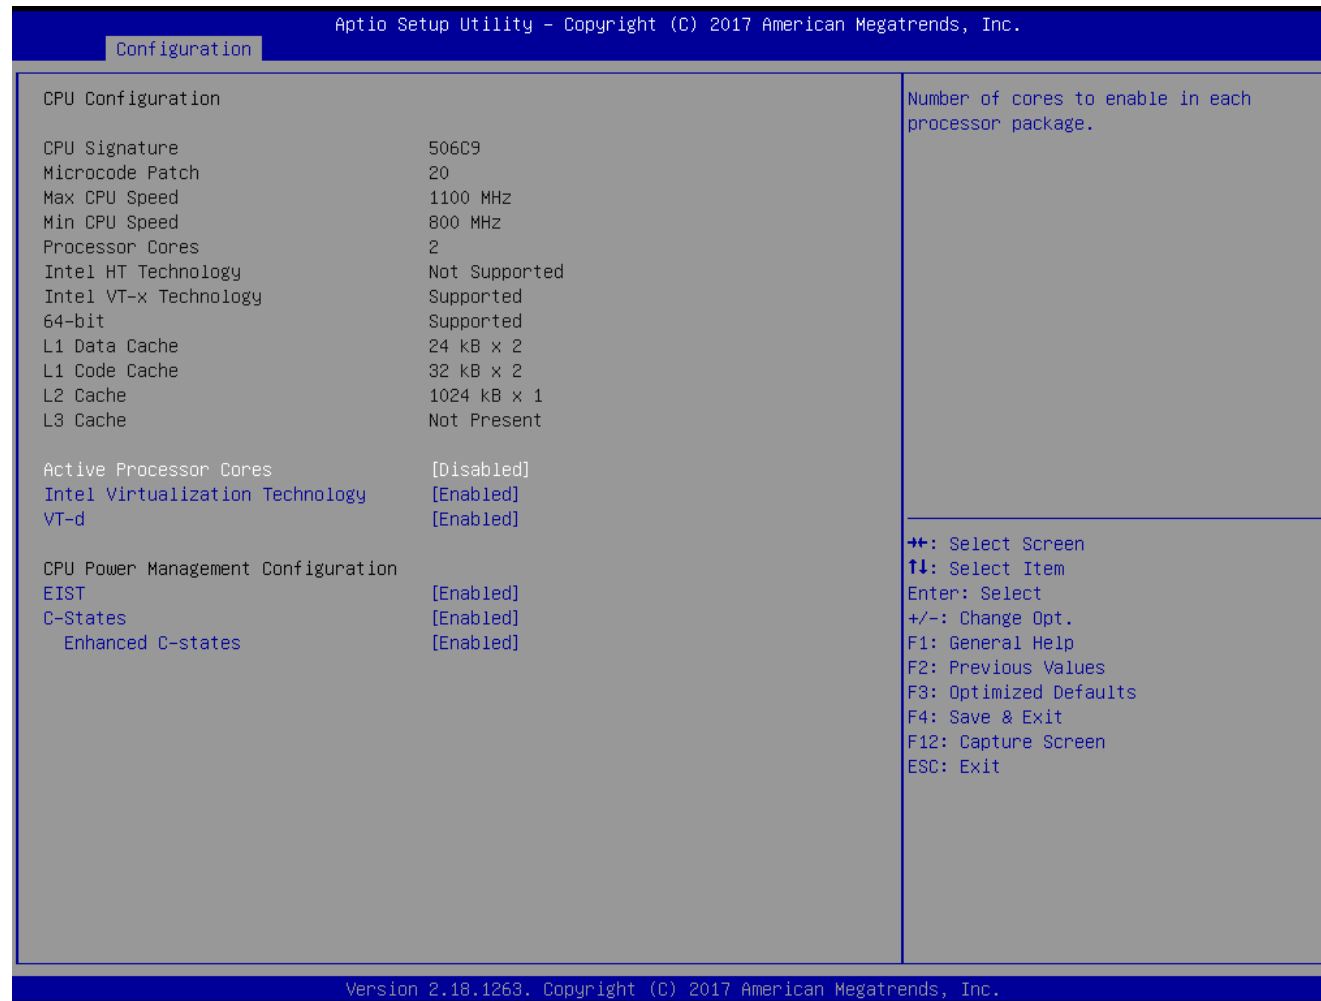 Aptio Setup Utility – Copyright (C) 2017 American Megatrends, Inc.
Configuration
CPU Configuration
CPU Signature 506C9
Microcode Patch 20
Max CPU Speed 1100 MHz
Min CPU Speed 800 MHz
Processor Cores 2
Intel HT Technology Not Supported
Intel VT-x Technology Supported
64-bit Supported
L1 Data Cache 24 kB x 2
L1 Code Cache 32 kB x 2
L2 Cache 1024 kB x 1
L3 Cache Not Present
Active Processor Cores [Disabled]
Intel Virtualization Technology [Enabled]
VT-d [Enabled]
CPU Power Management Configuration
EIST [Enabled]
C-States [Enabled]
Enhanced C-states [Enabled]
Number of cores to enable in each
processor package.
→←: Select Screen
↑↓: Select Item
Enter: Select
+/-: Change Opt.
F1: General Help
F2: Previous Values
F3: Optimized Defaults
F4: Save & Exit
F12: Capture Screen
ESC: Exit
Version 2.18.1263. Copyright (C) 2017 American Megatrends, Inc.